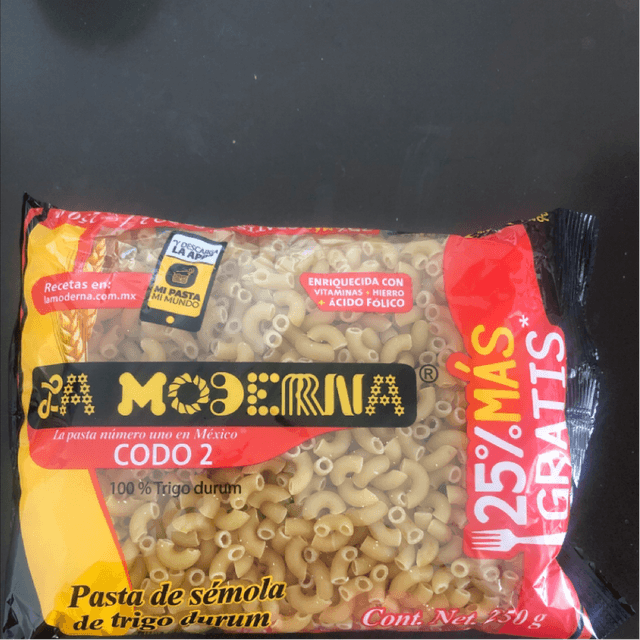 Y DESCARGA
LA APP
MI PASTA
MI MUNDO
Recetas en:
lamoderna.com.mx
ENRIQUECIDA CON
VITAMINAS + HIERRO
+ ÁCIDO FÓLICO
LA MODERNA®
La pasta número uno en México
CODO 2
100 % Trigo durum
25% MÁS
GRATIS*
Pasta de sémola
de trigo durum
Cont. Net. 250 g